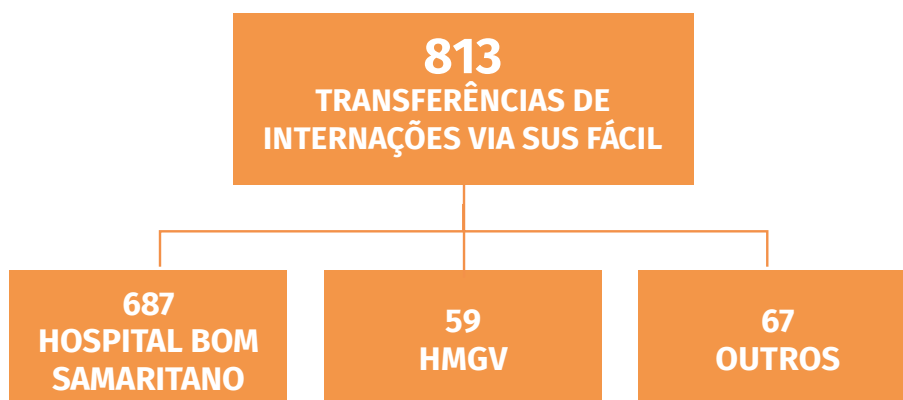 813
TRANSFERÊNCIAS DE
INTERNAÇÕES VIA SUS FÁCIL
687
HOSPITAL BOM
SAMARITANO
59
HMGV
67
OUTROS